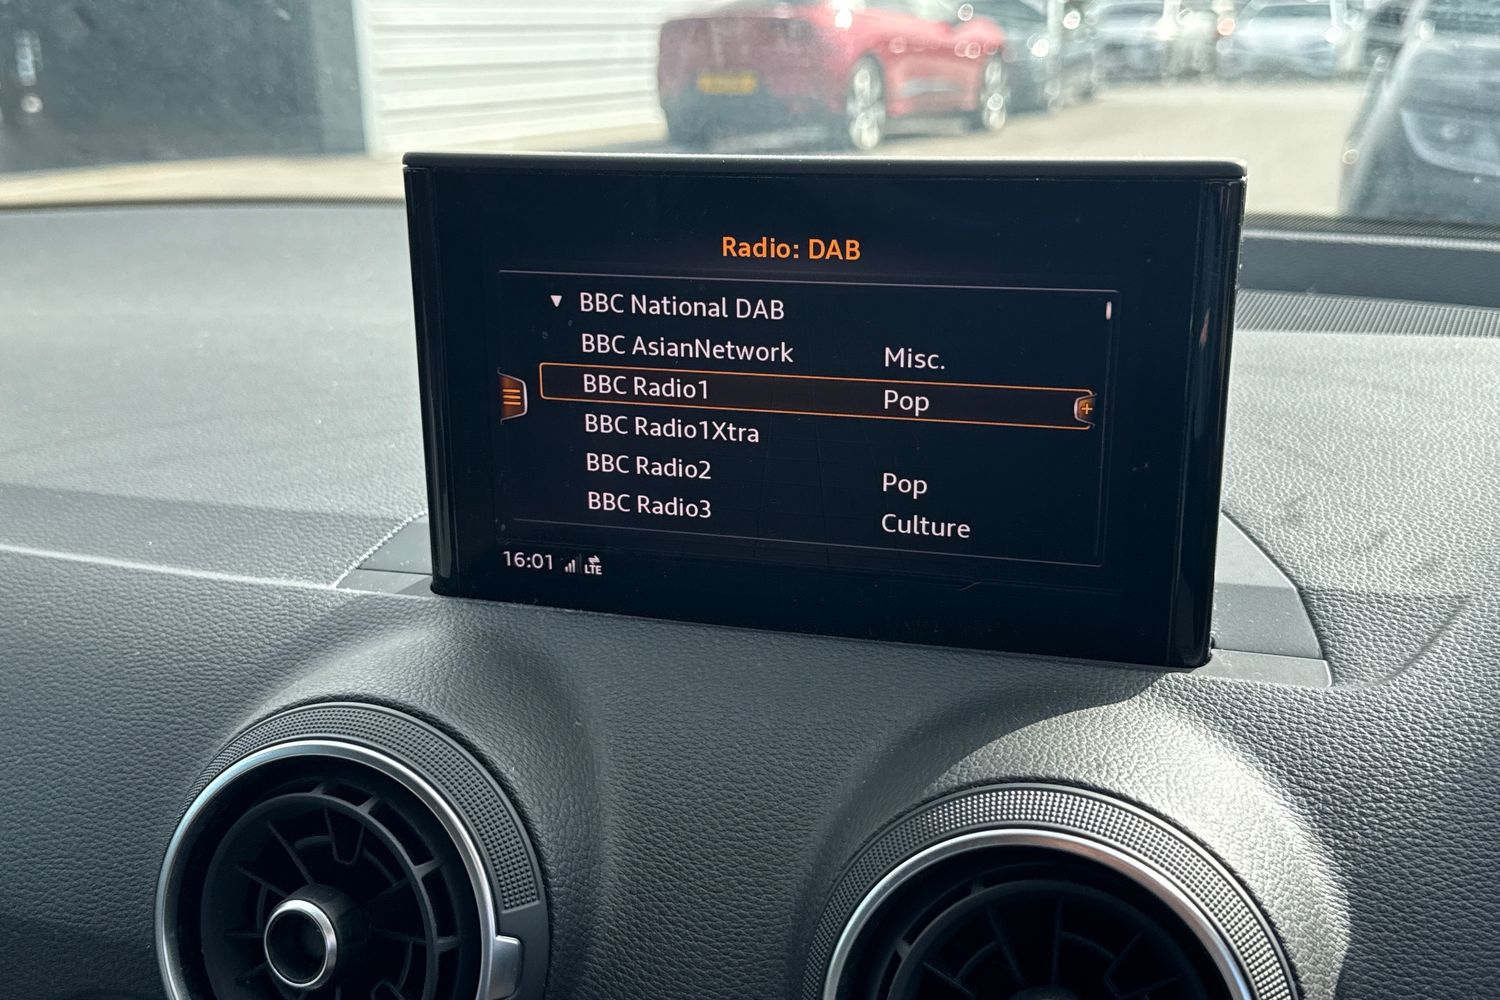 Radio: DAB
▼ BBC National DAB
BBC AsianNetwork Misc.
BBC Radio1 Pop
BBC Radio1Xtra
BBC Radio2 Pop
BBC Radio3 Culture
16:01 LTE